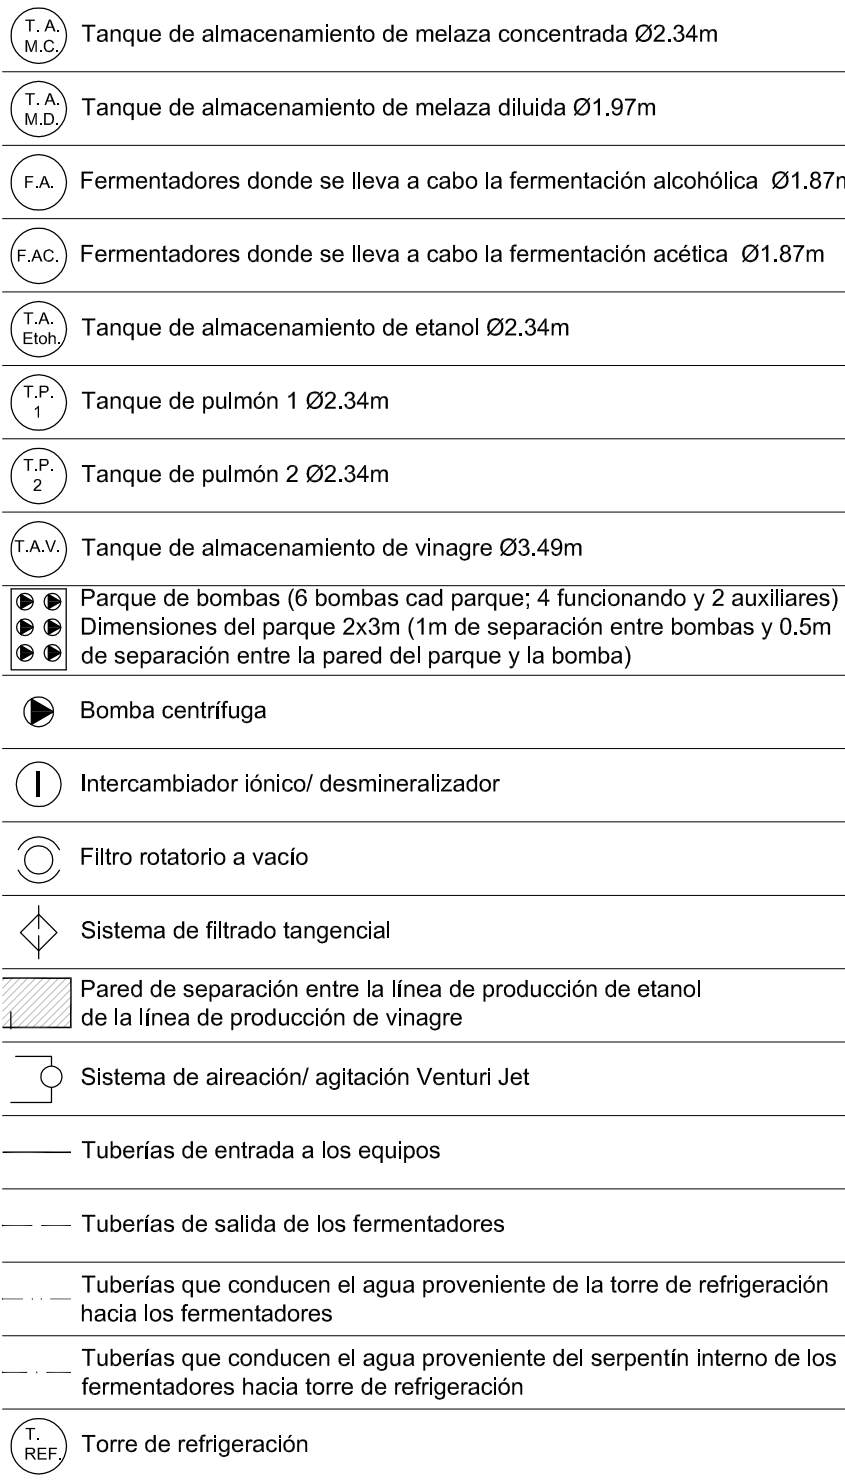 T. A.
M.C.
Tanque de almacenamiento de melaza concentrada Ø2.34m
T. A.
M.D.
Tanque de almacenamiento de melaza diluida Ø1.97m
F.A.
Fermentadores donde se lleva a cabo la fermentación alcohólica Ø1.87m
F.AC.
Fermentadores donde se lleva a cabo la fermentación acética Ø1.87m
T.A.
Etoh.
Tanque de almacenamiento de etanol Ø2.34m
T.P.
1
Tanque de pulmón 1 Ø2.34m
T.P.
2
Tanque de pulmón 2 Ø2.34m
T.A.V.
Tanque de almacenamiento de vinagre Ø3.49m
Parque de bombas (6 bombas cad parque; 4 funcionando y 2 auxiliares)
Dimensiones del parque 2x3m (1m de separación entre bombas y 0.5m
de separación entre la pared del parque y la bomba)
Bomba centrífuga
Intercambiador iónico/ desmineralizador
Filtro rotatorio a vacío
Sistema de filtrado tangencial
Pared de separación entre la línea de producción de etanol
de la línea de producción de vinagre
Sistema de aireación/ agitación Venturi Jet
Tuberías de entrada a los equipos
Tuberías de salida de los fermentadores
Tuberías que conducen el agua proveniente de la torre de refrigeración
hacia los fermentadores
Tuberías que conducen el agua proveniente del serpentín interno de los
fermentadores hacia torre de refrigeración
T.
REF.
Torre de refrigeración